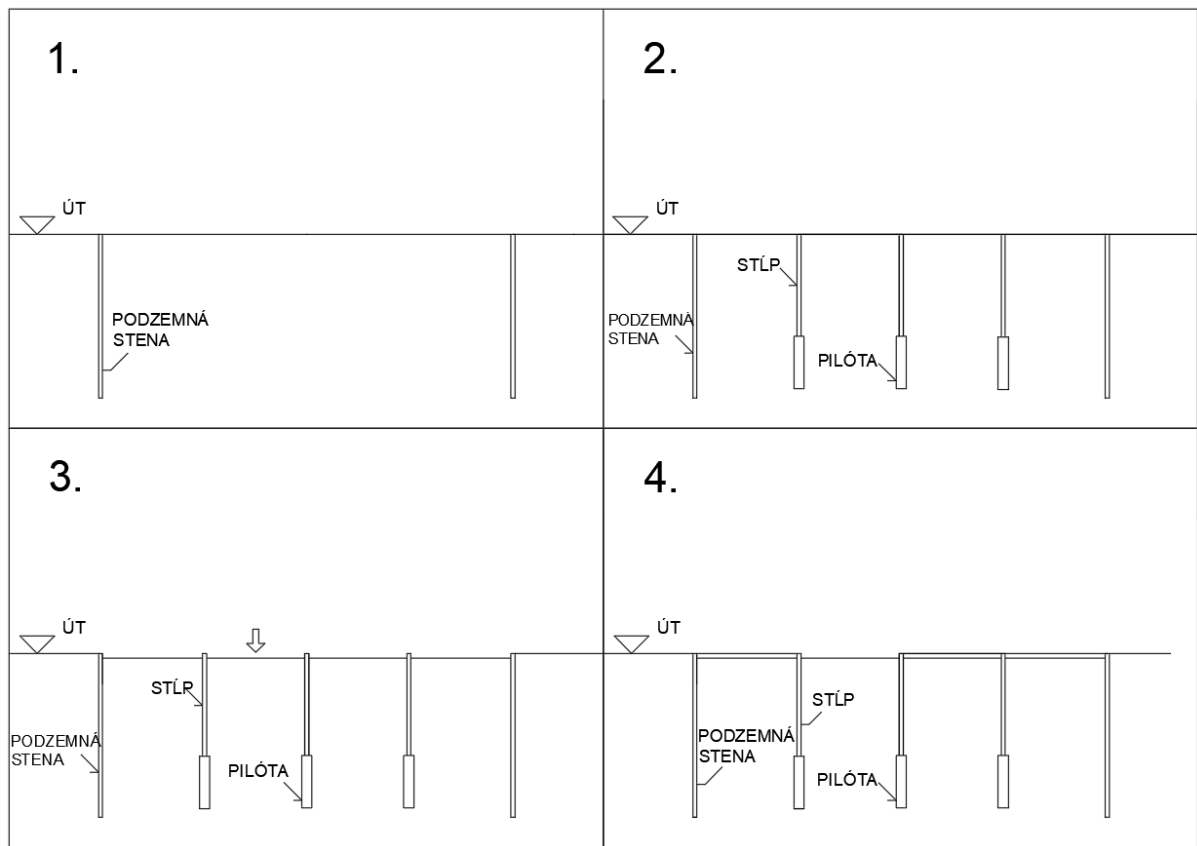 1.
ÚT
PODZEMNÁ
STENA
2.
ÚT
STĹP
PODZEMNÁ
STENA
PILÓTA
3.
ÚT
STĹP
PODZEMNÁ
STENA
PILÓTA
4.
ÚT
STĹP
PODZEMNÁ
STENA
PILÓTA